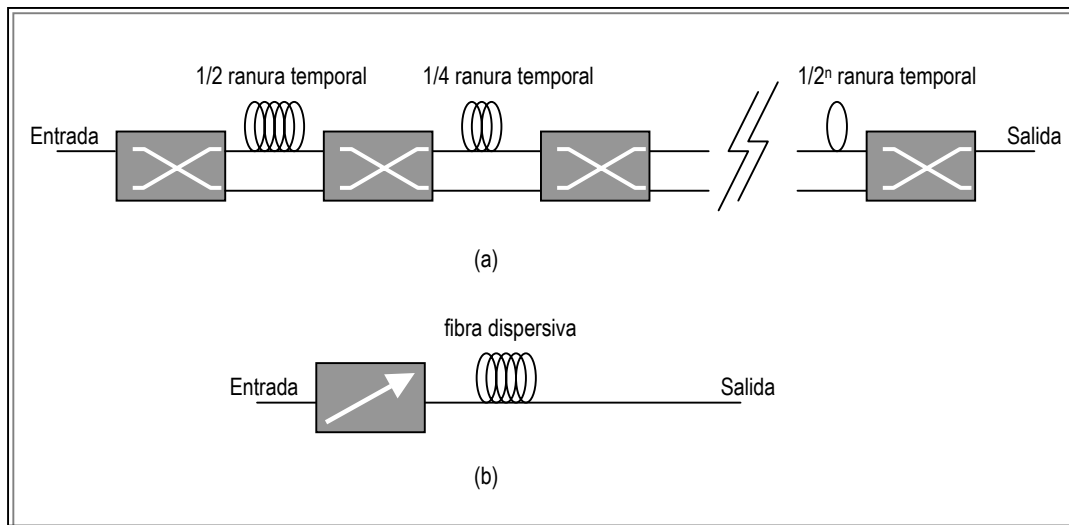 1/2 ranura temporal
1/4 ranura temporal
1/2ⁿ ranura temporal
Entrada
Salida
(a)
fibra dispersiva
Entrada
Salida
(b)